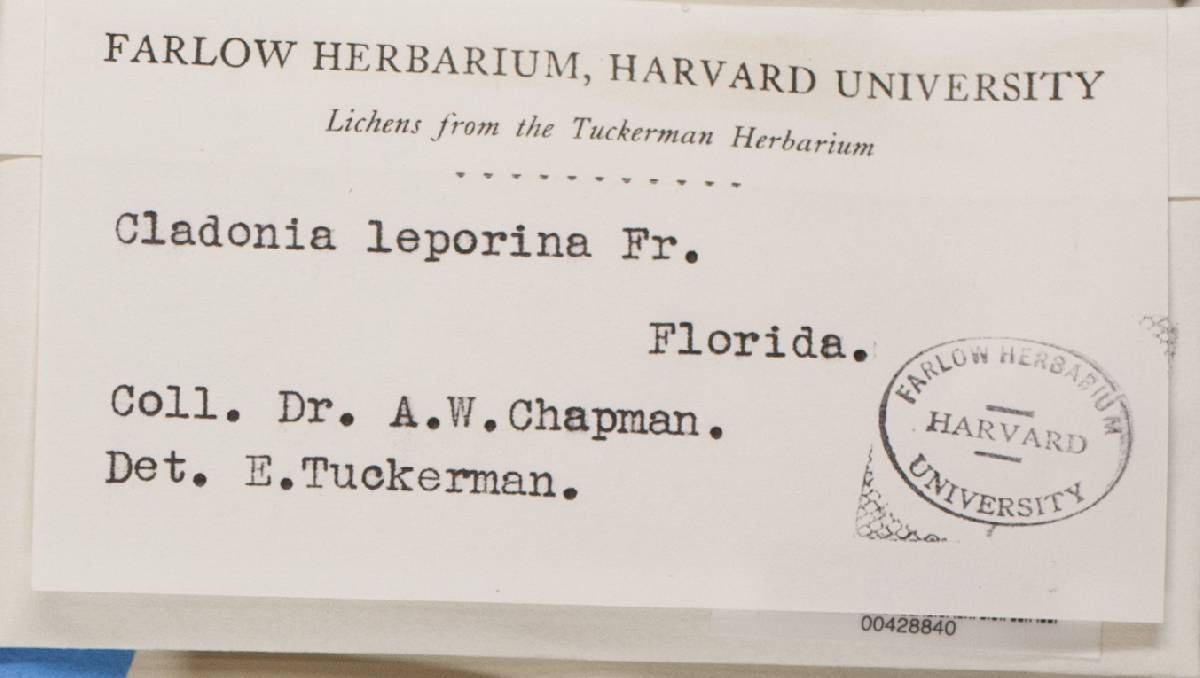 FARLOW HERBARIUM, HARVARD UNIVERSITY
Lichens from the Tuckerman Herbarium
Cladonia leporina Fr.
Florida.
Coll. Dr. A.W.Chapman.
Det. E.Tuckerman.
FARLOW HERBARIUM
HARVARD
UNIVERSITY
00428840